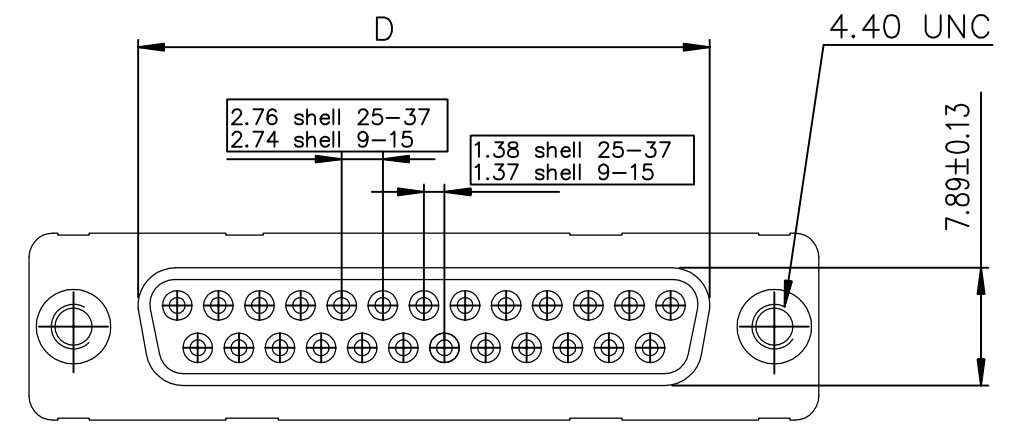 D
4.40 UNC
2.76 shell 25-37
2.74 shell 9-15
1.38 shell 25-37
1.37 shell 9-15
7.89±0.13